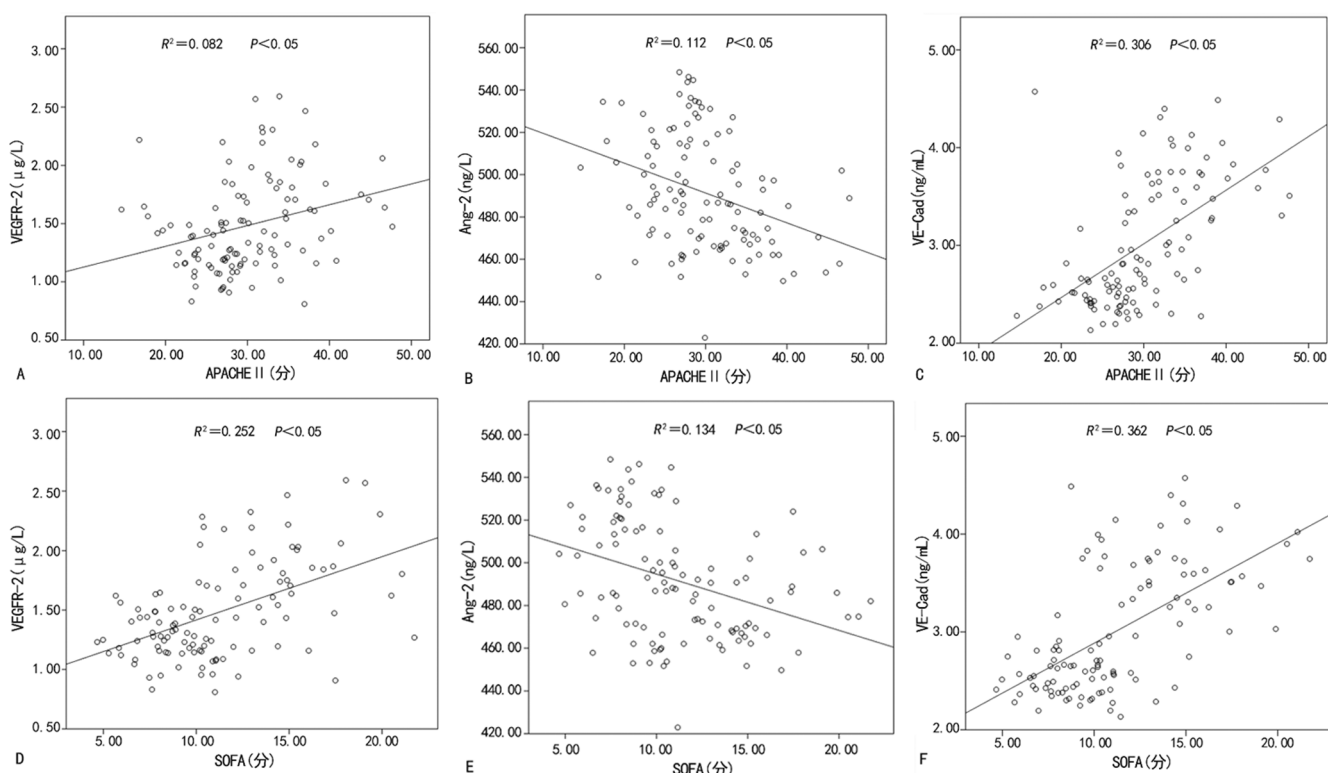 R²=0.082 P<0.05
3.00
2.50
2.00
1.50
1.00
0.50
VEGFR-2(μg/L)
10.00 20.00 30.00 40.00 50.00
A APACHEⅡ(分)
R²=0.112 P<0.05
560.00
540.00
520.00
500.00
480.00
460.00
440.00
420.00
Ang-2(ng/L)
10.00 20.00 30.00 40.00 50.00
B APACHEⅡ(分)
R²=0.306 P<0.05
5.00
4.00
3.00
2.00
VE-Cad(ng/mL)
10.00 20.00 30.00 40.00 50.00
C APACHEⅡ(分)
R²=0.252 P<0.05
3.00
2.50
2.00
1.50
1.00
0.50
VEGFR-2(μg/L)
5.00 10.00 15.00 20.00
D SOFA(分)
R²=0.134 P<0.05
560.00
540.00
520.00
500.00
480.00
460.00
440.00
420.00
Ang-2(ng/L)
5.00 10.00 15.00 20.00
E SOFA(分)
R²=0.362 P<0.05
5.00
4.00
3.00
2.00
VE-Cad(ng/mL)
5.00 10.00 15.00 20.00
F SOFA(分)